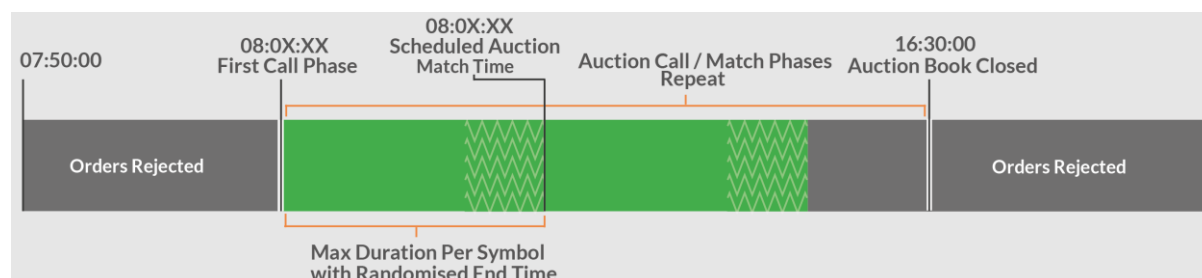 07:50:00
08:0X:XX
First Call Phase
08:0X:XX
Scheduled Auction
Match Time
Auction Call / Match Phases
Repeat
16:30:00
Auction Book Closed
Orders Rejected
Orders Rejected
Max Duration Per Symbol
with Randomised End Time